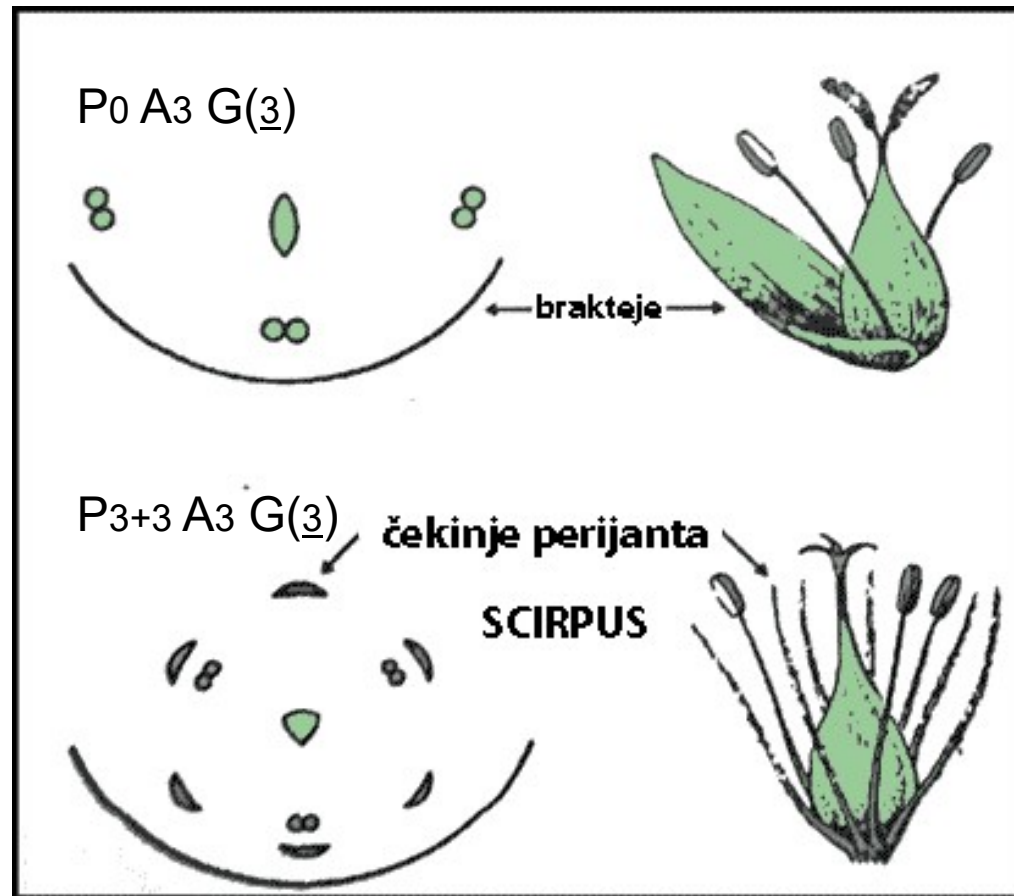 P0 A3 G(3)
brakteje
P3+3 A3 G(3)
čekinje perijanta
SCIRPUS